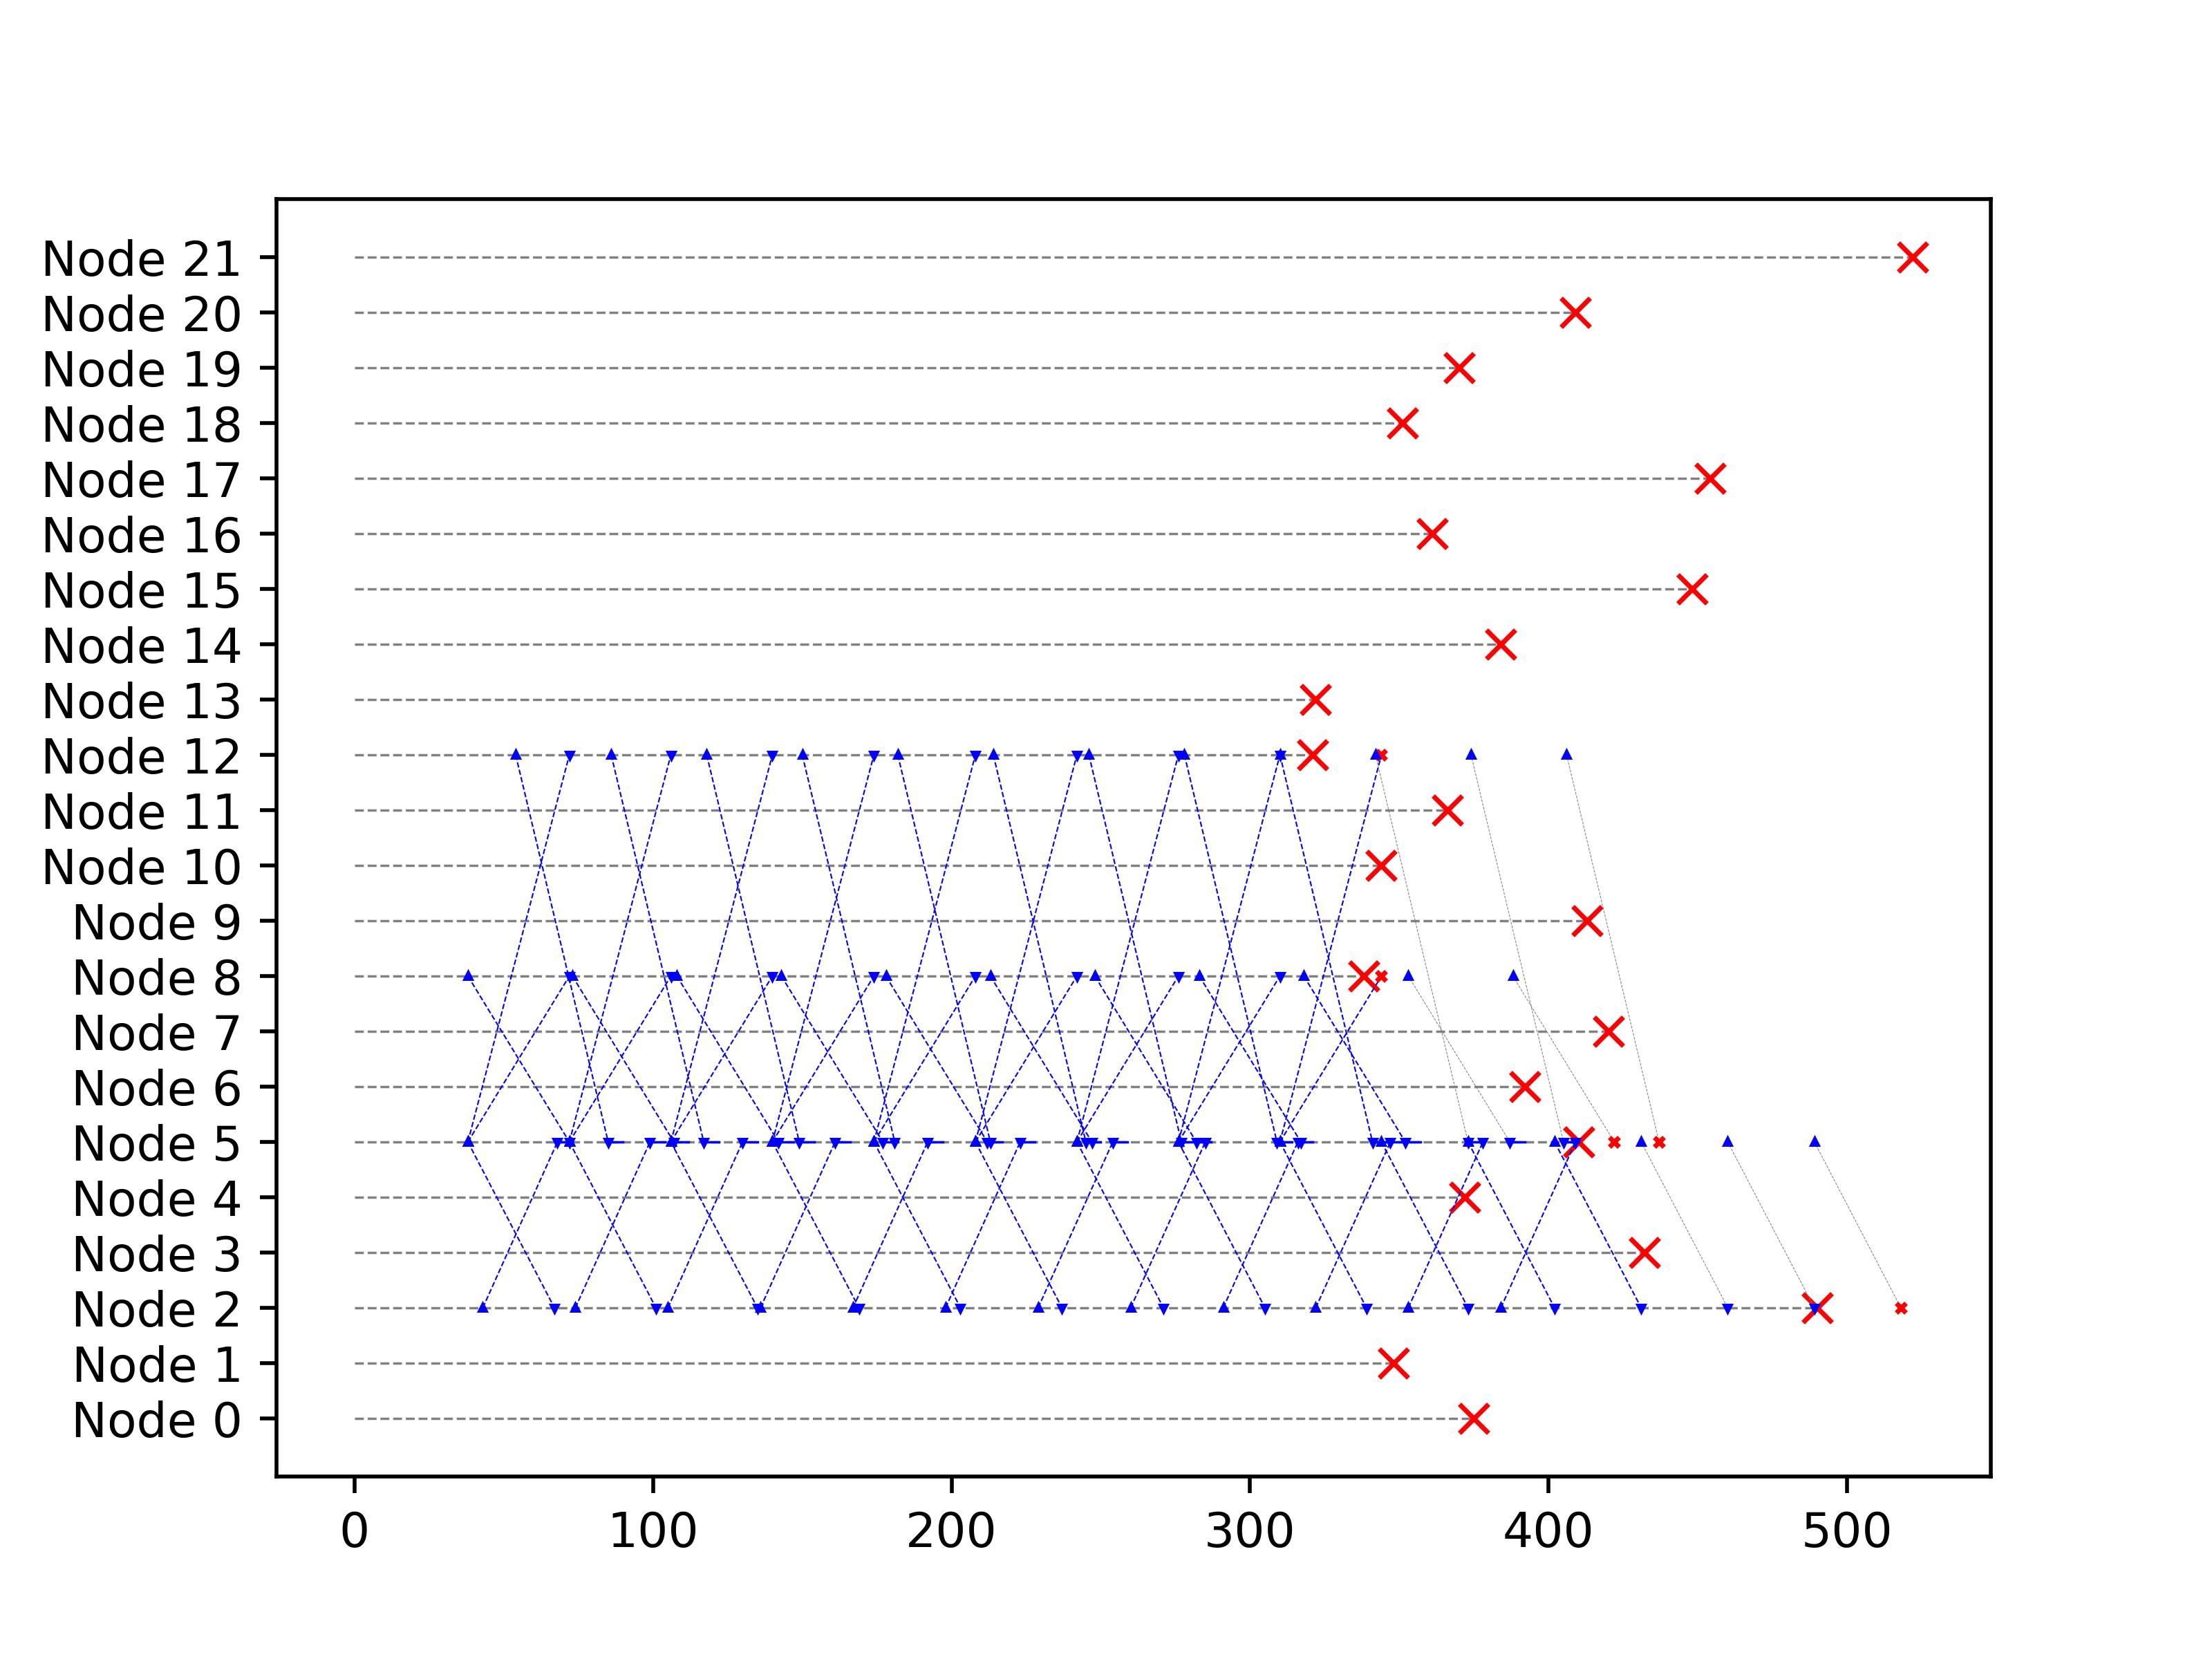 Node 21
Node 20
Node 19
Node 18
Node 17
Node 16
Node 15
Node 14
Node 13
Node 12
Node 11
Node 10
Node 9
Node 8
Node 7
Node 6
Node 5
Node 4
Node 3
Node 2
Node 1
Node 0
0 100 200 300 400 500